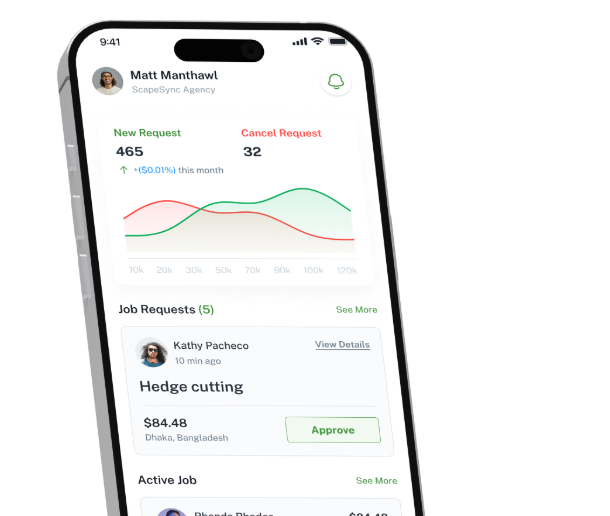 9:41
Matt Manthawl
ScapeSync Agency
New Request
Cancel Request
465
32
+($0.01%) this month
10k 20k 30k 50k 70k 90k 100k 120k
Job Requests (5)
See More
Kathy Pacheco
View Details
10 min ago
Hedge cutting
$84.48
Dhaka, Bangladesh
Approve
Active Job
See More
Rhonda Rhodes
$84.48